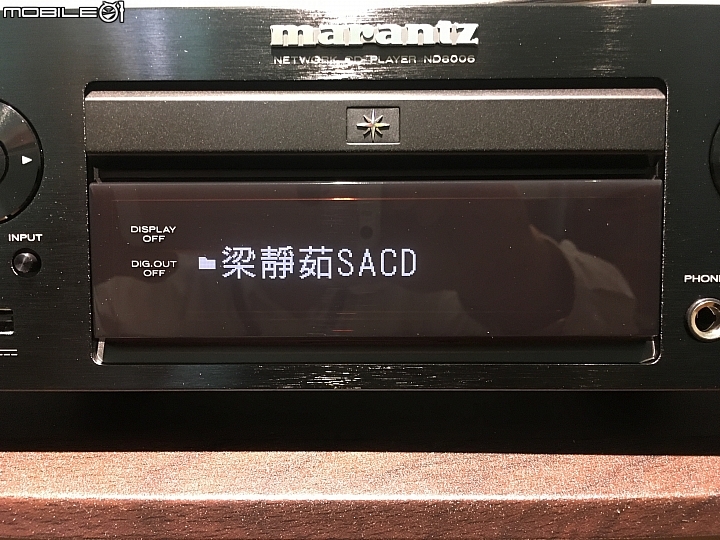 MOBILE01
marantz
NETWORK CD PLAYER ND8006
DISPLAY
OFF
INPUT
DIG.OUT
OFF
梁靜茹SACD